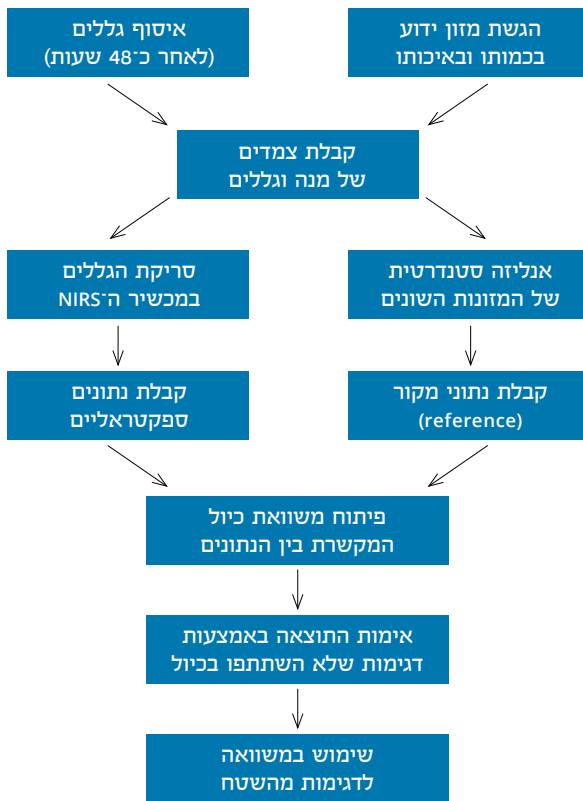 הגשת מזון ידוע
בכמותו ובאיכותו
איסוף גללים
(לאחר כ־48 שעות)
קבלת צמדים
של מנה וגללים
אנליזה סטנדרטית
של המזונות השונים
סריקת הגללים
במכשיר ה־NIRS
קבלת נתוני מקור
(reference)
קבלת נתונים
ספקטראליים
פיתוח משוואת כיול
המקשרת בין הנתונים
אימות התוצאה באמצעות
דגימות שלא השתתפו בכיול
שימוש במשוואה
לדגימות מהשטח